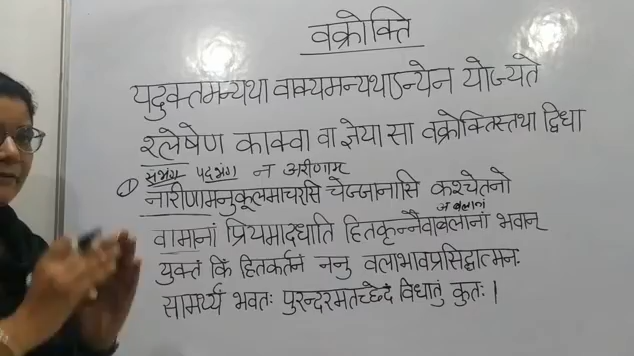 वक्रोक्ति
यदुक्तमन्यथा वाक्यमन्यथाऽन्येन योज्यते
श्लेषेण काक्वा वा ज्ञेया सा वक्रोक्तिस्तथा द्विधा
सभंग पदभंग न अरीणाम्
① नारीणामनुकूलमाचरसि चेज्जानासि कश्चेतनो
न बलानां
वामानां प्रियमादधाति हितकृन्नैवाबलानां भवान्
युक्तं किं हितकर्तनं ननु वलाभावप्रसिद्धात्मनः
सामर्थ्यं भवतः पुरन्दरमतच्छेदं विधातुं कुतः।